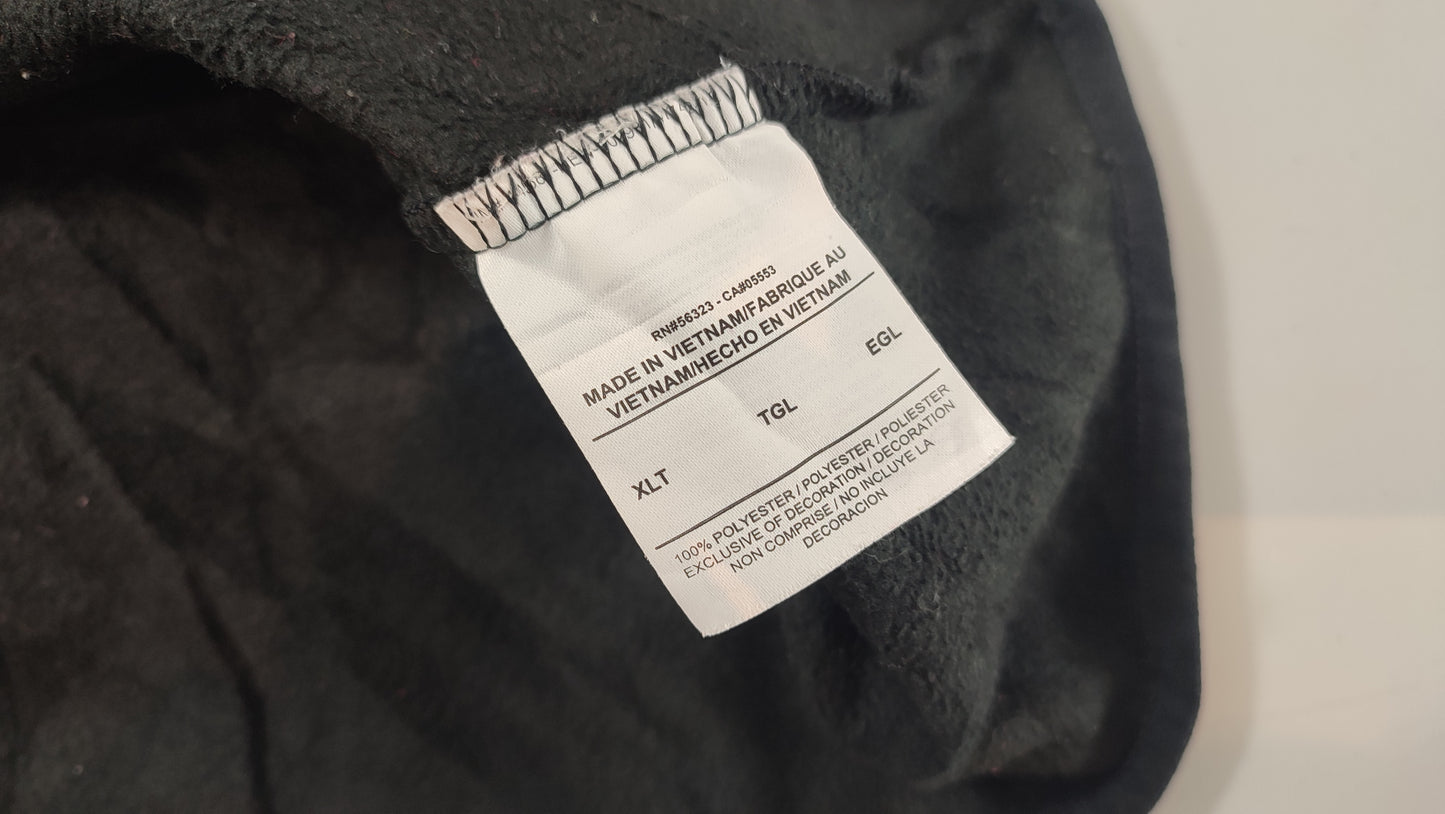 RN#56323 - CA#05553
MADE IN VIETNAM/FABRIQUE AU
VIETNAM/HECHO EN VIETNAM
XLT TGL EGL
100% POLYESTER / POLYESTER / POLIESTER
EXCLUSIVE OF DECORATION / DECORATION
NON COMPRISE / NO INCLUYE LA
DECORACION